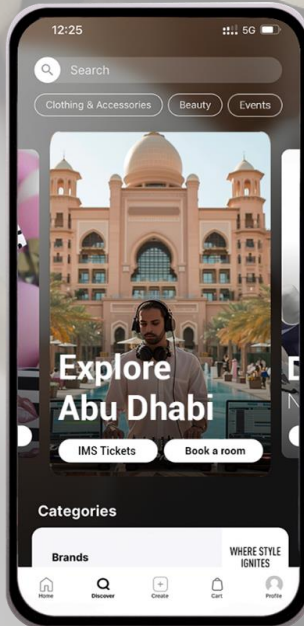 12:25
5G
Search
Clothing & Accessories
Beauty
Events
Explore
Abu Dhabi
IMS Tickets
Book a room
Categories
Brands
WHERE STYLE
IGNITES
Home
Discover
Create
Cart
Profile